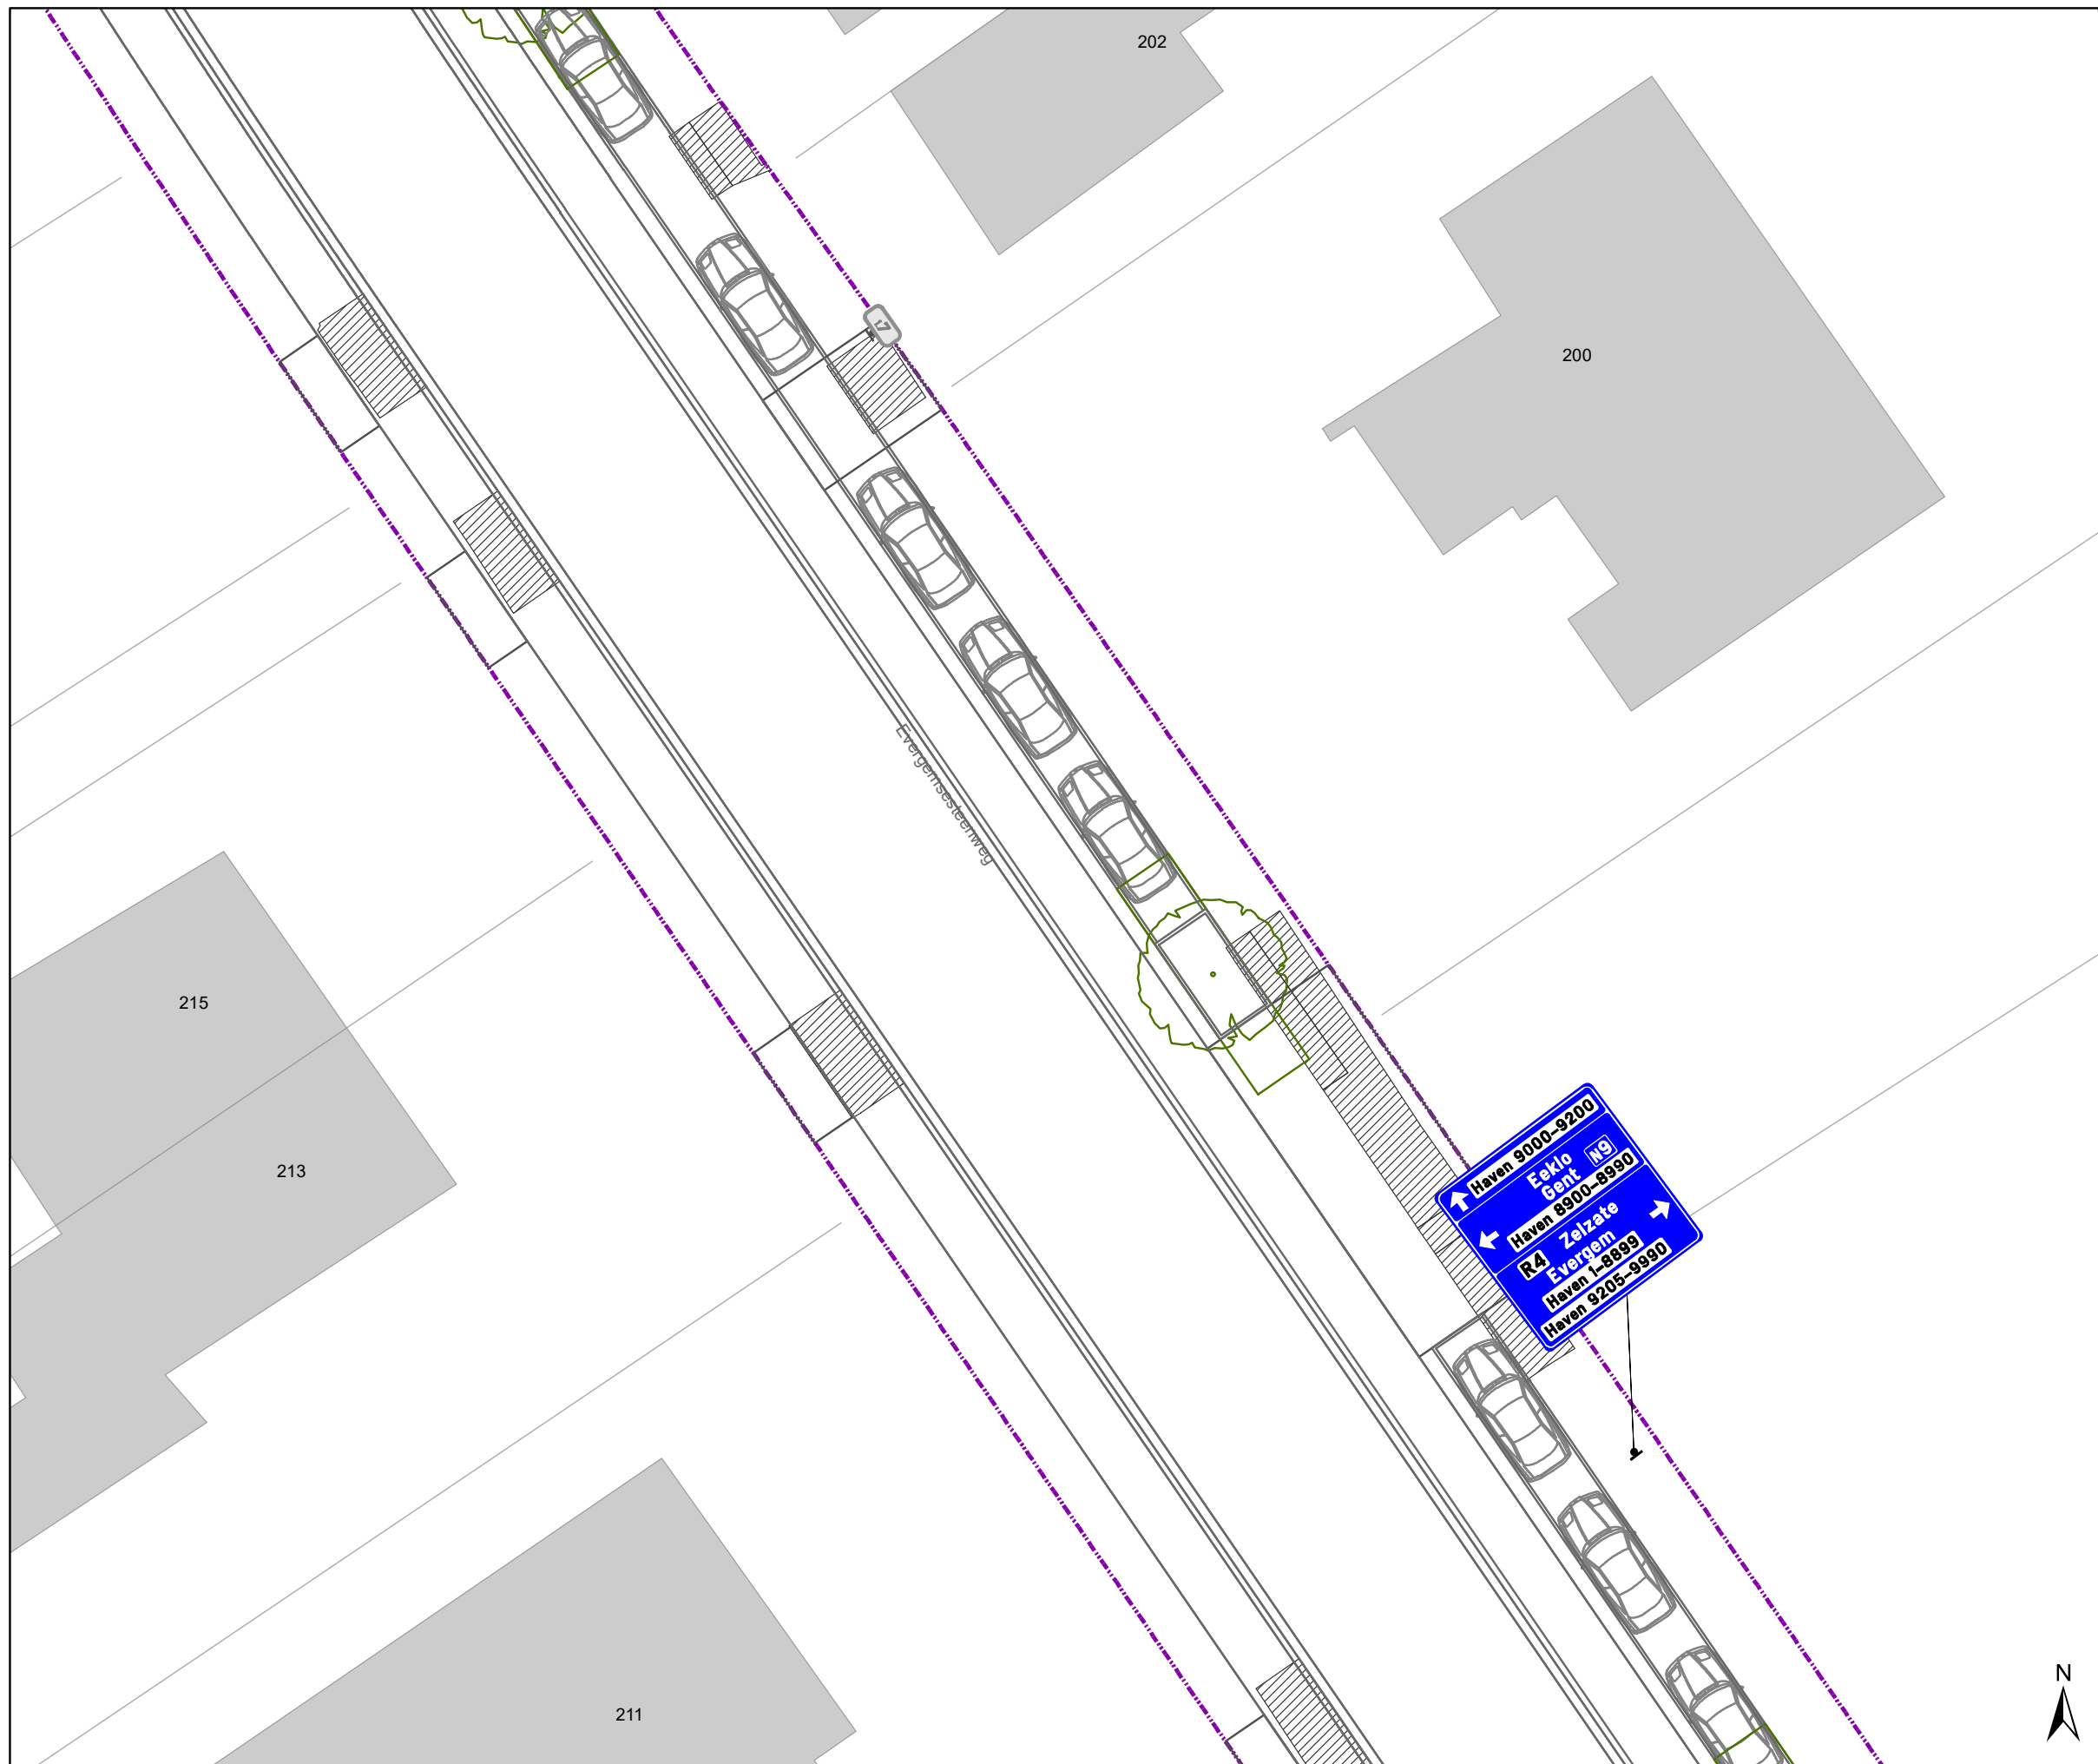 202
200
17
Evergemsesteenweg
215
213
Haven 9000-9200
Eeklo N9
Gent
Haven 8900-8990
Zelzate
R4 Evergem
Haven 1-8899
Haven 9205-9990
211
N